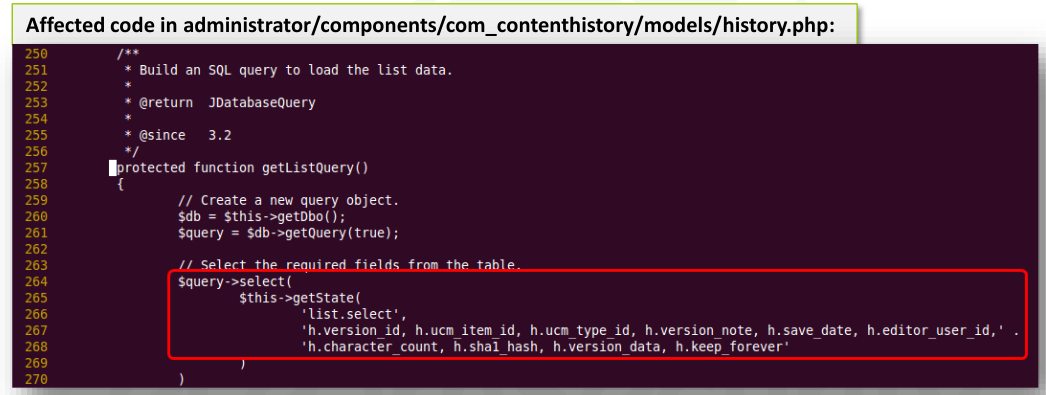 Affected code in administrator/components/com_contenthistory/models/history.php:
250 /**
251 * Build an SQL query to load the list data.
252 *
253 * @return JDatabaseQuery
254 *
255 * @since 3.2
256 */
257 protected function getListQuery()
258 {
259 // Create a new query object.
260 $db = $this->getDbo();
261 $query = $db->getQuery(true);
262
263 // Select the required fields from the table.
264 $query->select(
265 $this->getState(
266 'list.select',
267 'h.version_id, h.ucm_item_id, h.ucm_type_id, h.version_note, h.save_date, h.editor_user_id,' .
268 'h.character_count, h.sha1_hash, h.version_data, h.keep_forever'
269 )
270 )